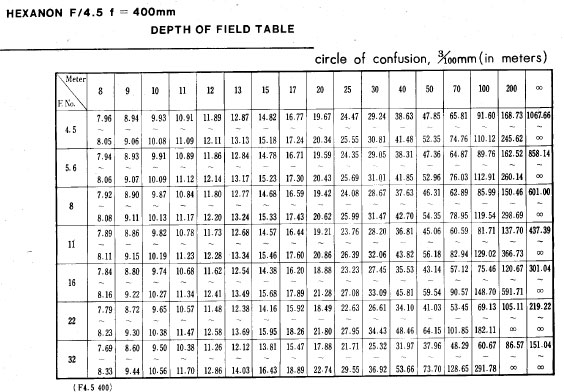 HEXANON F/4.5 f = 400mm
DEPTH OF FIELD TABLE
circle of confusion, 3/100mm (in meters)
Meter 8 9 10 11 12 13 15 17 20 25 30 40 50 70 100 200 ∞
F.No.
4.5 7.96 8.94 9.93 10.91 11.89 12.87 14.82 16.77 19.67 24.47 29.24 38.63 47.85 65.81 91.60 168.73 1067.66
~ ~ ~ ~ ~ ~ ~ ~ ~ ~ ~ ~ ~ ~ ~ ~ ~
8.05 9.06 10.08 11.09 12.11 13.13 15.18 17.24 20.34 25.55 30.81 41.48 52.35 74.76 110.12 245.62 ∞
5.6 7.94 8.93 9.91 10.89 11.86 12.84 14.78 16.71 19.59 24.35 29.05 38.31 47.36 64.87 89.76 162.52 858.14
~ ~ ~ ~ ~ ~ ~ ~ ~ ~ ~ ~ ~ ~ ~ ~ ~
8.06 9.07 10.09 11.12 12.14 13.17 15.23 17.30 20.43 25.69 31.01 41.85 52.96 76.03 112.91 260.14 ∞
8 7.92 8.90 9.87 10.84 11.80 12.77 14.68 16.59 19.42 24.08 28.67 37.63 46.31 62.89 85.99 150.46 601.00
~ ~ ~ ~ ~ ~ ~ ~ ~ ~ ~ ~ ~ ~ ~ ~ ~
8.08 9.11 10.13 11.17 12.20 13.24 15.33 17.43 20.62 25.99 31.47 42.70 54.35 78.95 119.54 298.69 ∞
11 7.89 8.86 9.82 10.78 11.73 12.68 14.57 16.44 19.21 23.76 28.20 36.81 45.06 60.59 81.71 137.70 437.39
~ ~ ~ ~ ~ ~ ~ ~ ~ ~ ~ ~ ~ ~ ~ ~ ~
8.11 9.15 10.19 11.23 12.28 13.34 15.46 17.60 20.86 26.39 32.06 43.82 56.18 82.94 129.02 366.73 ∞
16 7.84 8.80 9.74 10.68 11.62 12.54 14.38 16.20 18.88 23.23 27.45 35.53 43.14 57.12 75.46 120.67 301.04
~ ~ ~ ~ ~ ~ ~ ~ ~ ~ ~ ~ ~ ~ ~ ~ ~
8.16 9.22 10.27 11.34 12.41 13.49 15.68 17.89 21.28 27.08 33.09 45.81 59.54 90.57 148.70 591.71 ∞
22 7.79 8.72 9.65 10.57 11.48 12.38 14.16 15.92 18.49 22.63 26.61 34.10 41.03 53.45 69.13 105.11 219.22
~ ~ ~ ~ ~ ~ ~ ~ ~ ~ ~ ~ ~ ~ ~ ~ ~
8.23 9.30 10.38 11.47 12.58 13.69 15.95 18.26 21.80 27.95 34.43 48.46 64.15 101.85 182.11 ∞ ∞
32 7.69 8.60 9.50 10.38 11.26 12.12 13.81 15.47 17.88 21.71 25.32 31.97 37.96 48.29 60.67 86.57 151.04
~ ~ ~ ~ ~ ~ ~ ~ ~ ~ ~ ~ ~ ~ ~ ~ ~
8.33 9.44 10.56 11.70 12.86 14.03 16.43 18.89 22.74 29.55 36.92 53.66 73.70 128.65 291.78 ∞ ∞
(F4.5 400)